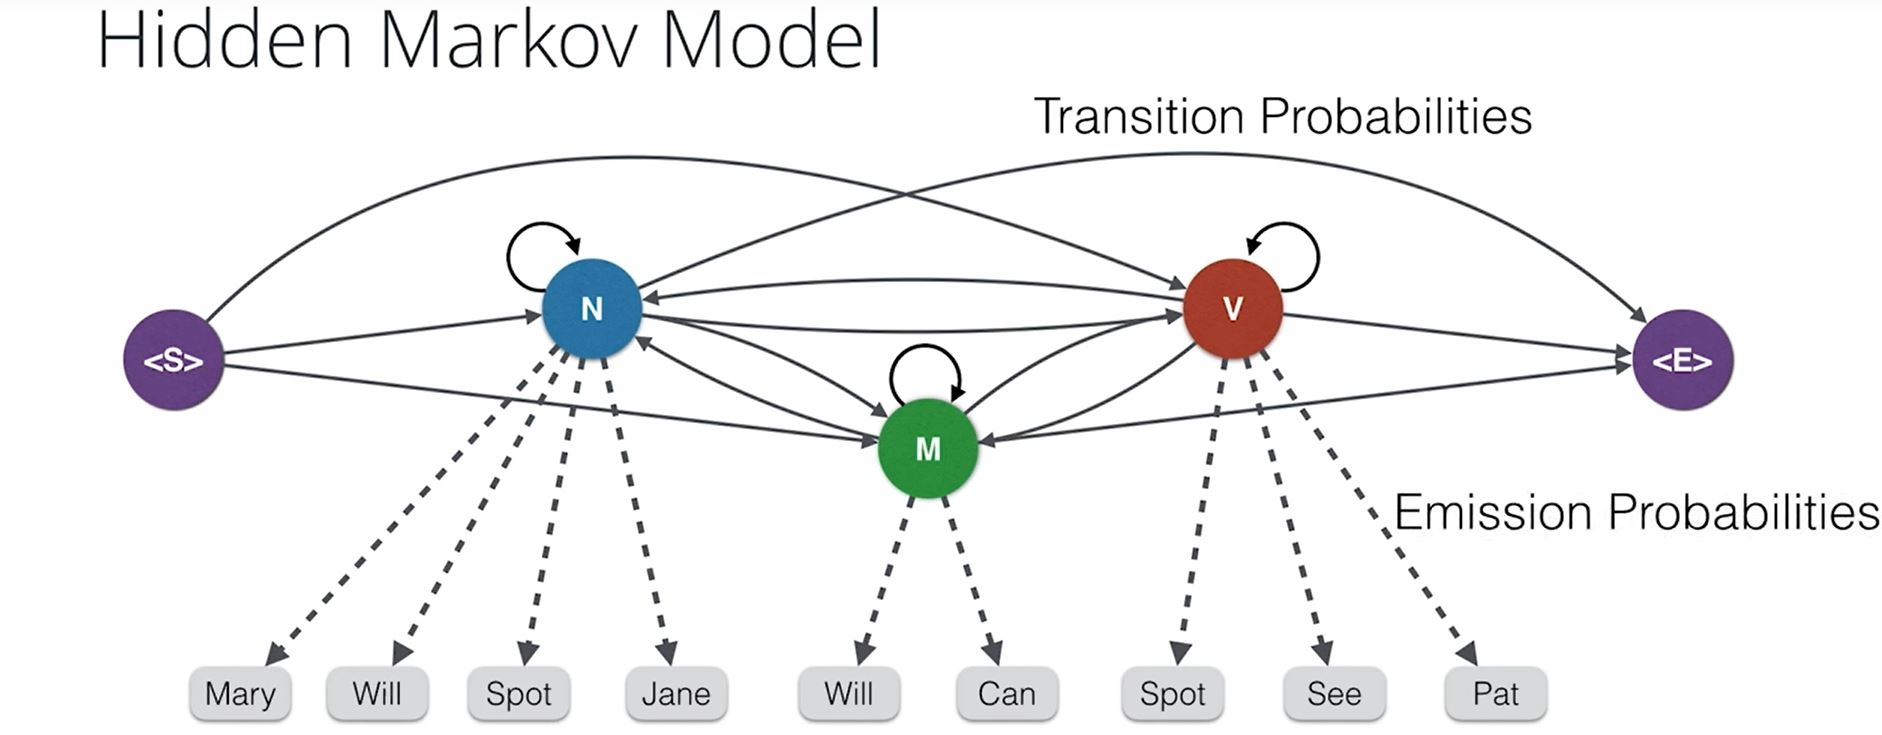 Hidden Markov Model
Transition Probabilities
N
V
<S>
<E>
M
Emission Probabilities
Mary
Will
Spot
Jane
Will
Can
Spot
See
Pat